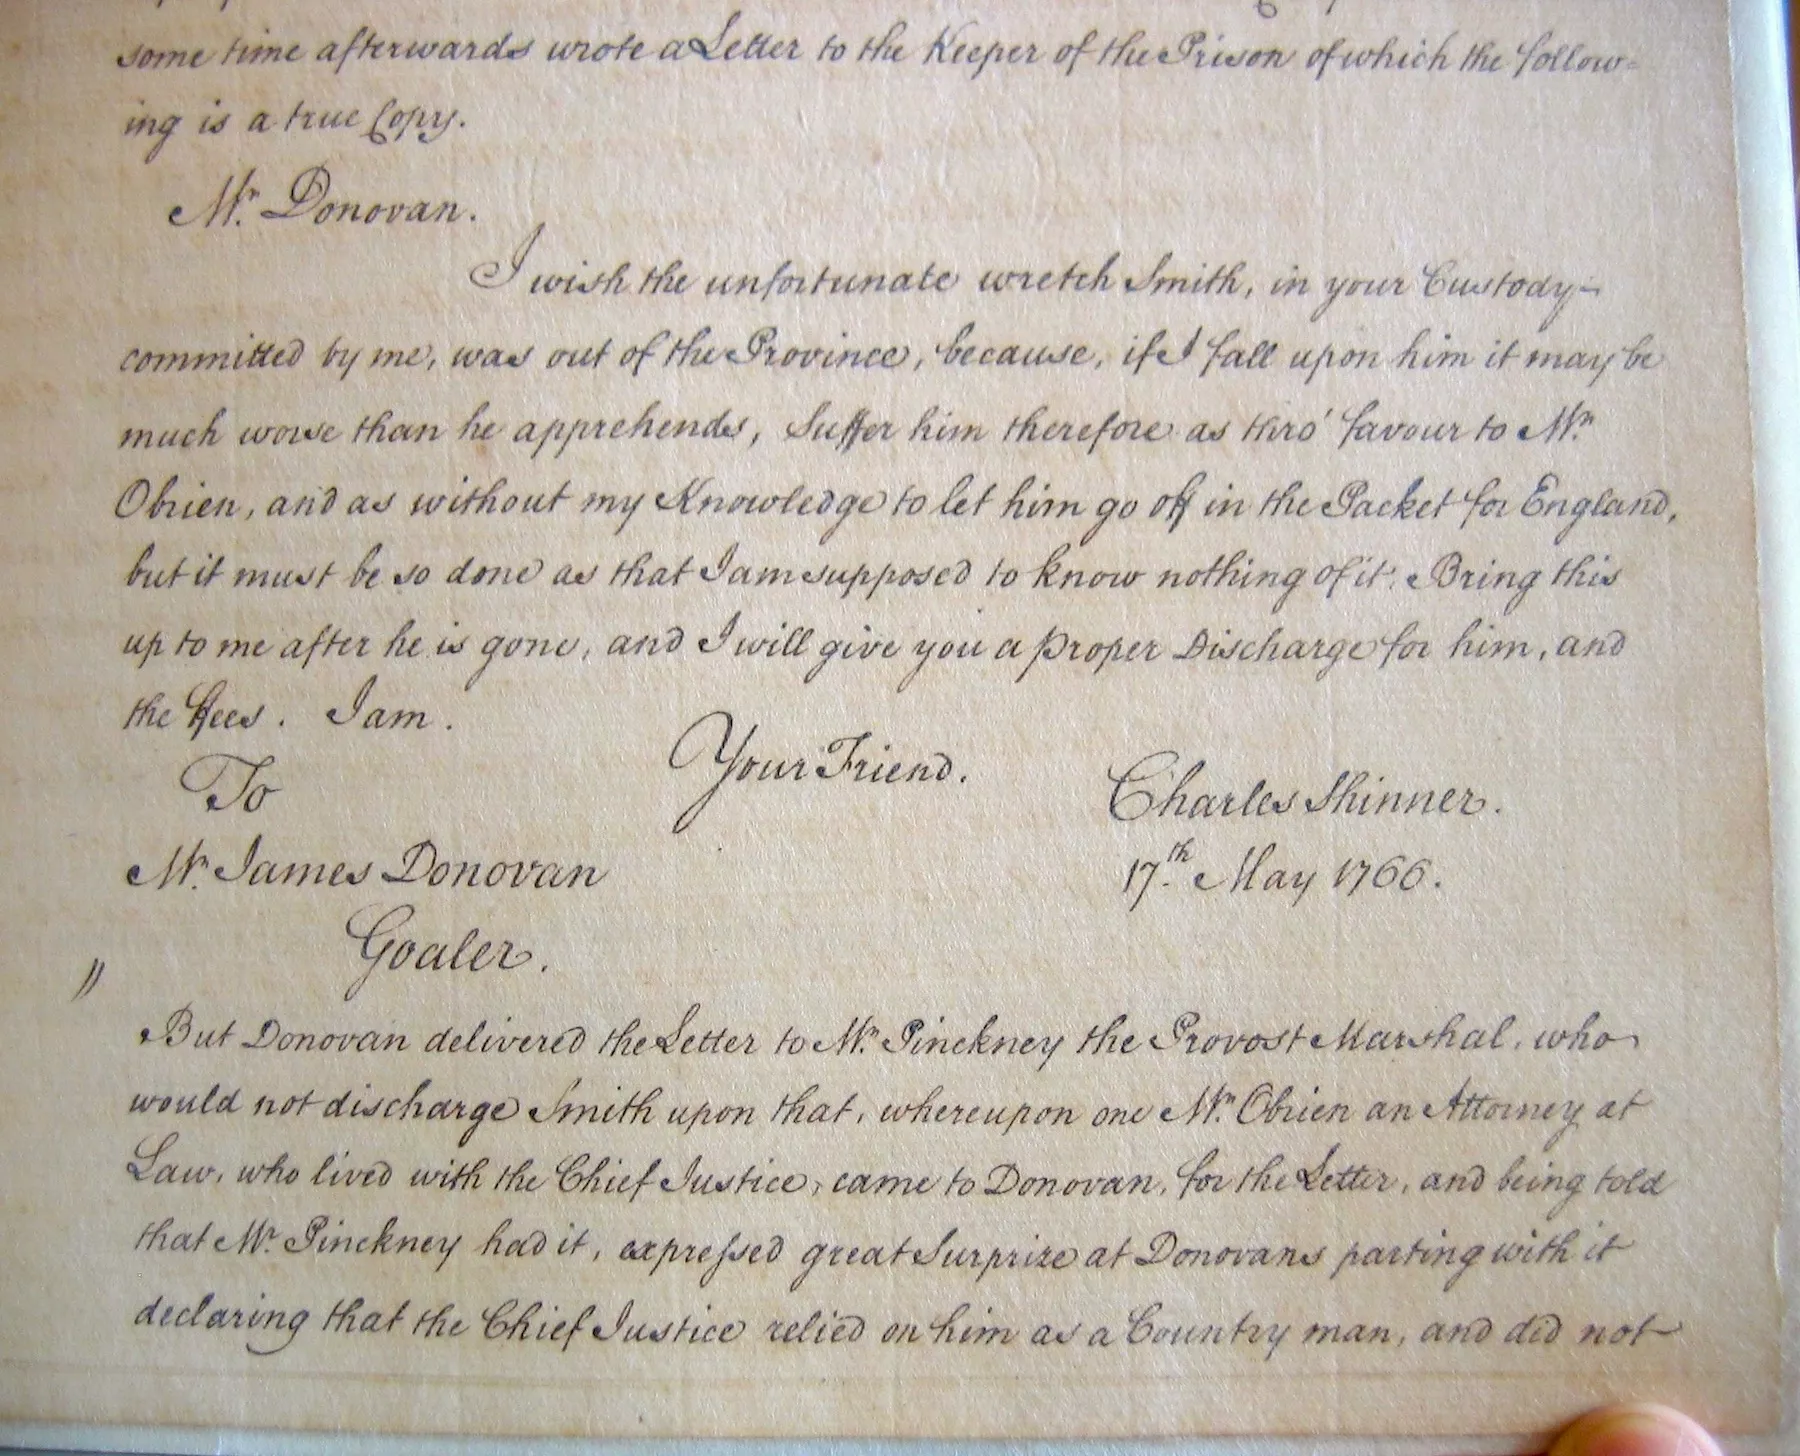 some time afterwards wrote a Letter to the Keeper of the Prison of which the follow=
ing is a true Copy.
Mr. Donovan.
I wish the unfortunate wretch Smith, in your Custody
committed by me, was out of the Province, because, if I fall upon him it may be
much worse than he apprehends, Suffer him therefore as thro' favour to Mr.
Obrien, and as without my Knowledge to let him go off in the Packet for England,
but it must be so done as that I am supposed to know nothing of it. Bring this
up to me after he is gone, and I will give you a proper Discharge for him, and
the ffees. I am.
Your Friend.
To
Charles Shinner.
Mr. James Donovan
17.th May 1766.
Goaler.
"
But Donovan delivered the Letter to Mr. Pinckney the Provost Marshal, who
would not discharge Smith upon that, whereupon one Mr. Obrien an Attorney at
Law, who lived with the Chief Justice, came to Donovan, for the Letter, and being told
that Mr. Pinckney had it, expressed great Surprize at Donovans parting with it
declaring that the Chief Justice relied on him as a Country man, and did not